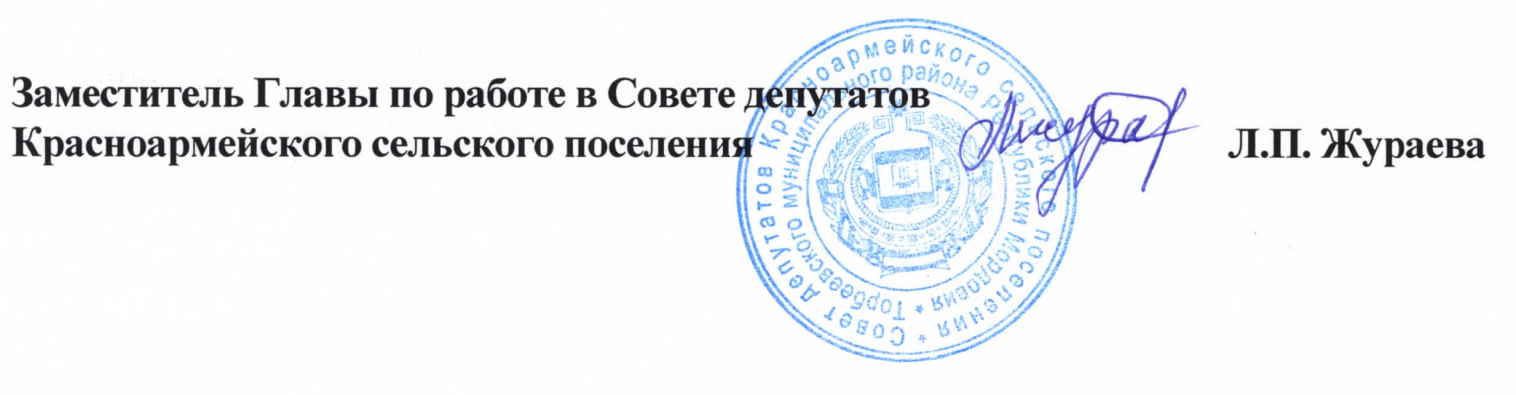 Заместитель Главы по работе в Совете депутатов
Красноармейского сельского поселения
Л.П. Жураева
Совет депутатов Красноармейского сельского поселения *
Торбеевского муниципального района Республики Мордовия *